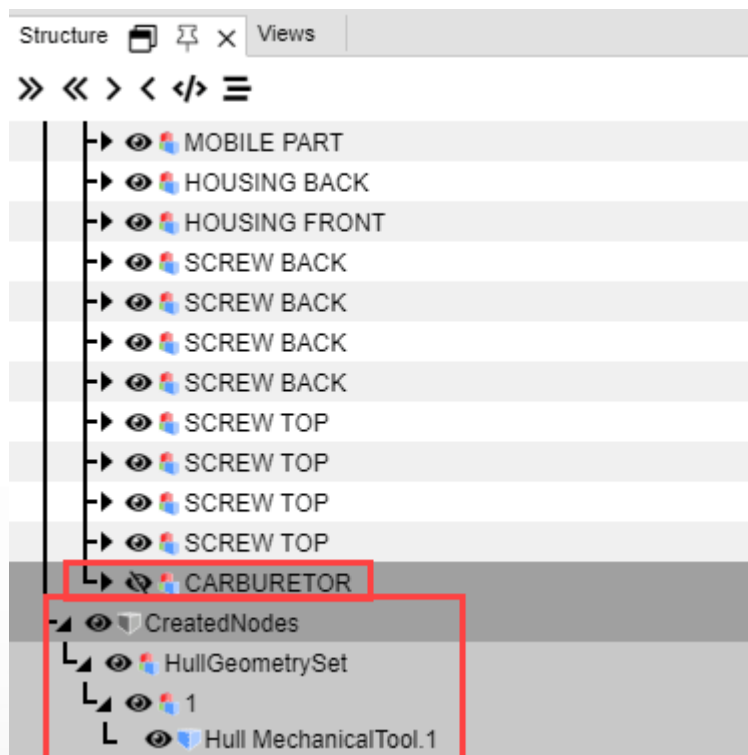 Structure Views
MOBILE PART
HOUSING BACK
HOUSING FRONT
SCREW BACK
SCREW BACK
SCREW BACK
SCREW BACK
SCREW TOP
SCREW TOP
SCREW TOP
SCREW TOP
CARBURETOR
CreatedNodes
HullGeometrySet
1
Hull MechanicalTool.1